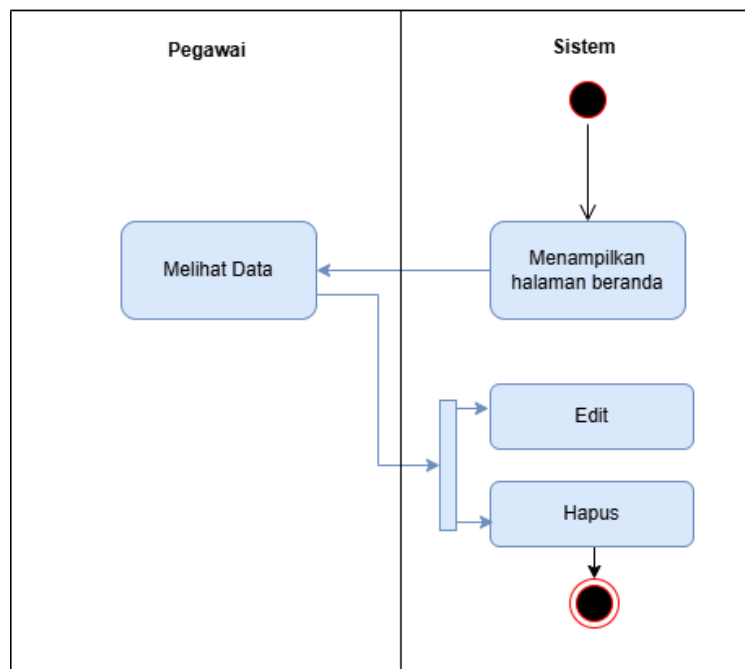 Pegawai
Sistem
Melihat Data
Menampilkan
halaman beranda
Edit
Hapus